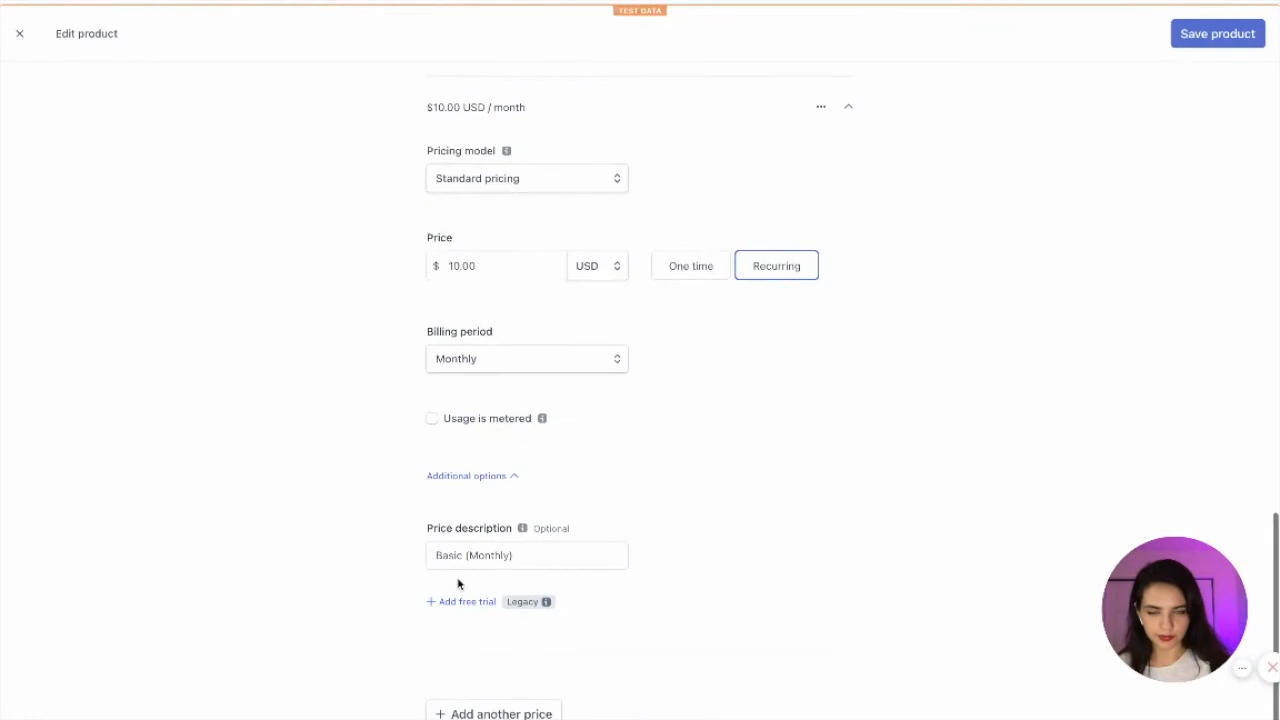 TEST DATA
Edit product
Save product
$10.00 USD / month
Pricing model
Standard pricing
Price
$ 10.00 USD One time Recurring
Billing period
Monthly
Usage is metered
Additional options
Price description Optional
Basic (Monthly)
+ Add free trial Legacy
+ Add another price